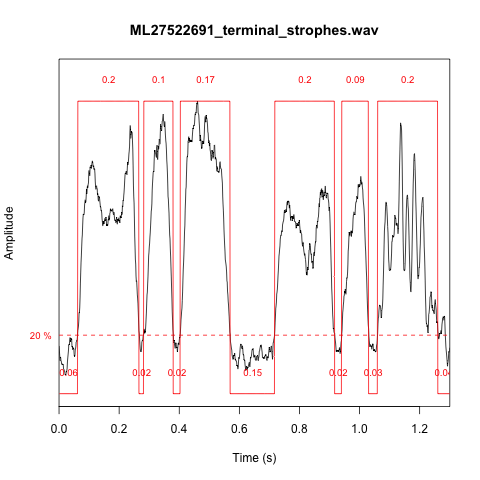 ML27522691_terminal_strophes.wav
0.2 0.1 0.17 0.2 0.09 0.2
Amplitude
20 %
0.06 0.02 0.02 0.15 0.02 0.03 0.04
0.0 0.2 0.4 0.6 0.8 1.0 1.2
Time (s)